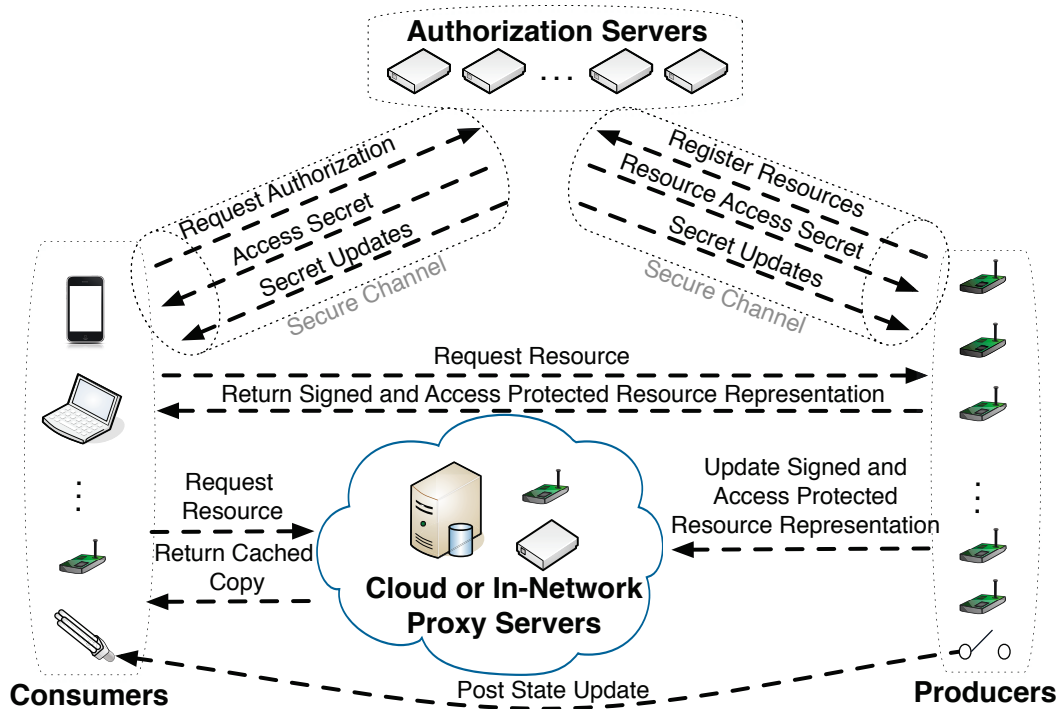 Authorization Servers
...
Request Authorization
Access Secret
Secret Updates
Secure Channel
Register Resources
Resource Access Secret
Secret Updates
Secure Channel
Request Resource
Return Signed and Access Protected Resource Representation
Request
Resource
Return Cached
Copy
Update Signed and
Access Protected
Resource Representation
Cloud or In-Network
Proxy Servers
Post State Update
Consumers
Producers